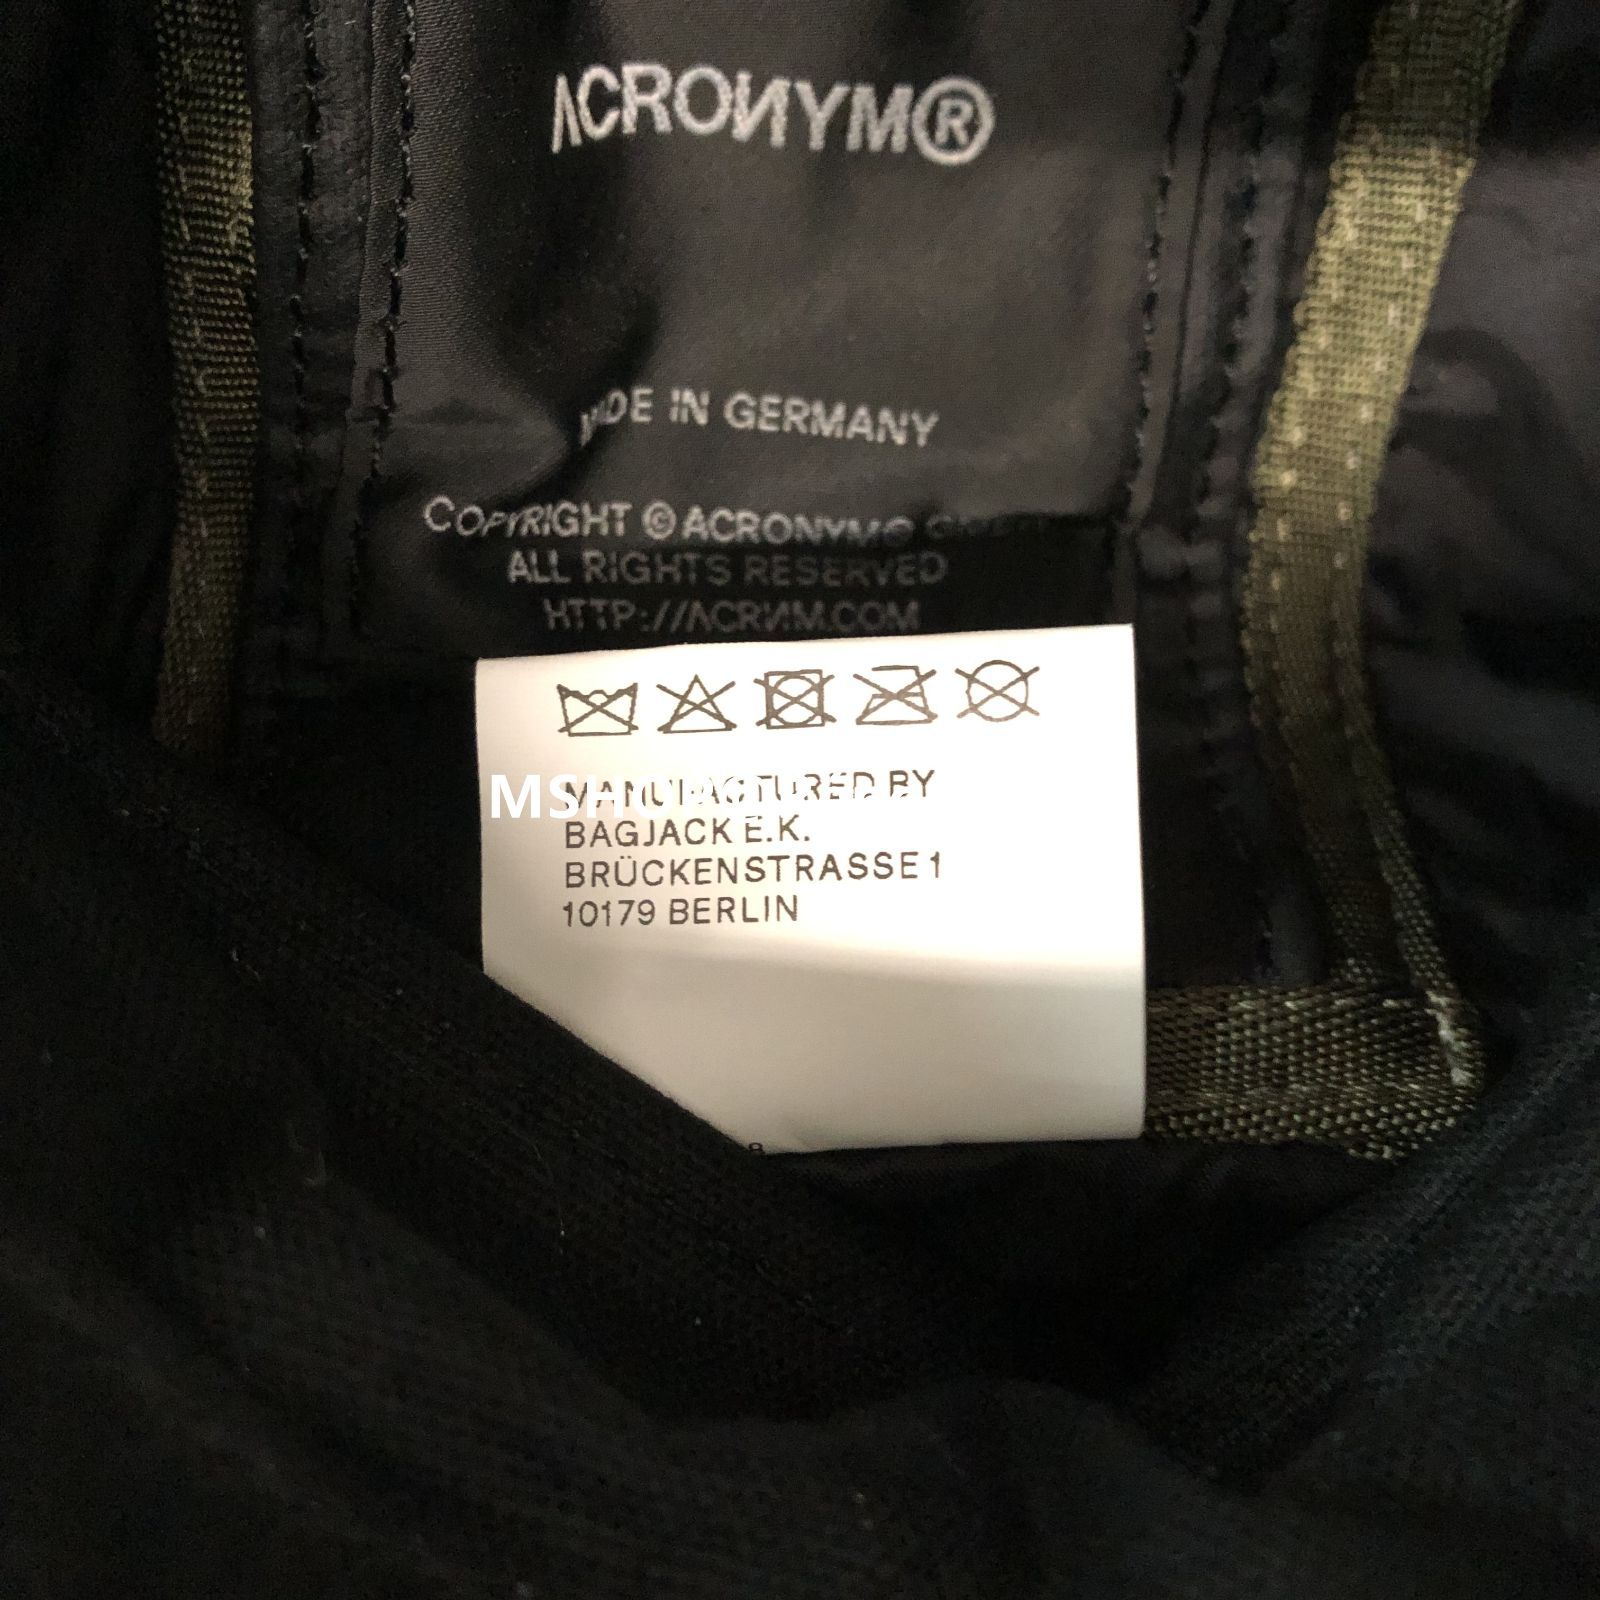 ACRONYM®
MADE IN GERMANY
COPYRIGHT © ACRONYM®
ALL RIGHTS RESERVED
HTTP://ACRNM.COM
MANUFACTURED BY
BAGJACK E.K.
BRÜCKENSTRASSE 1
10179 BERLIN
8